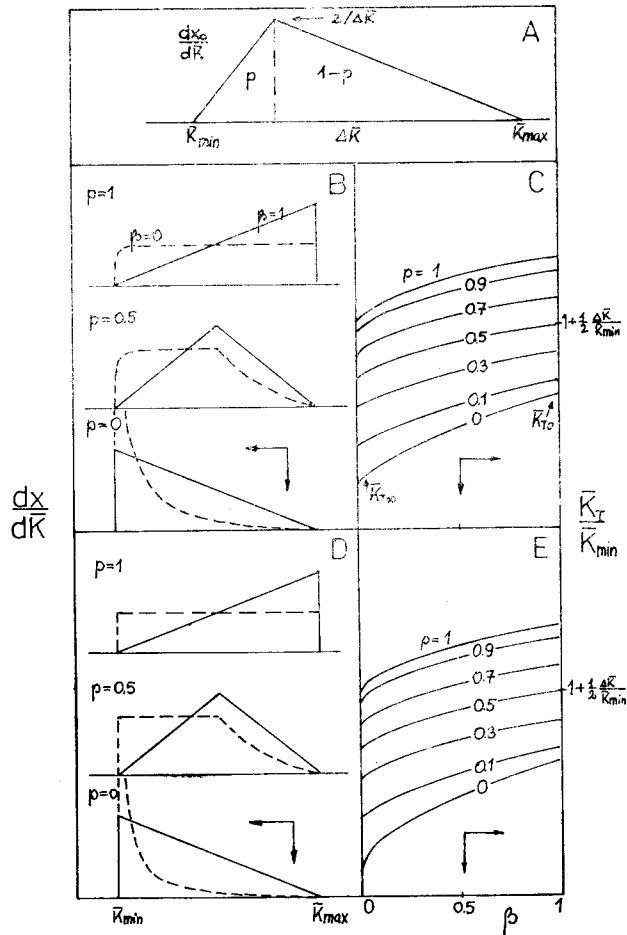 A
dx₀/dK̄
2/ΔK̄
p
1-p
K̄min
ΔK̄
K̄max
B
p=1
β=0
β=1
p=0.5
p=0
C
p=1
0.9
0.7
0.5
0.3
0.1
0
1+½ ΔK̄/K̄min
K̄T0
K̄T∞
dx/dK̄
K̄T/K̄min
D
p=1
p=0.5
p=0
K̄min
K̄max
E
p=1
0.9
0.7
0.5
0.3
0.1
0
1+½ ΔK̄/K̄min
0
0.5
1
β